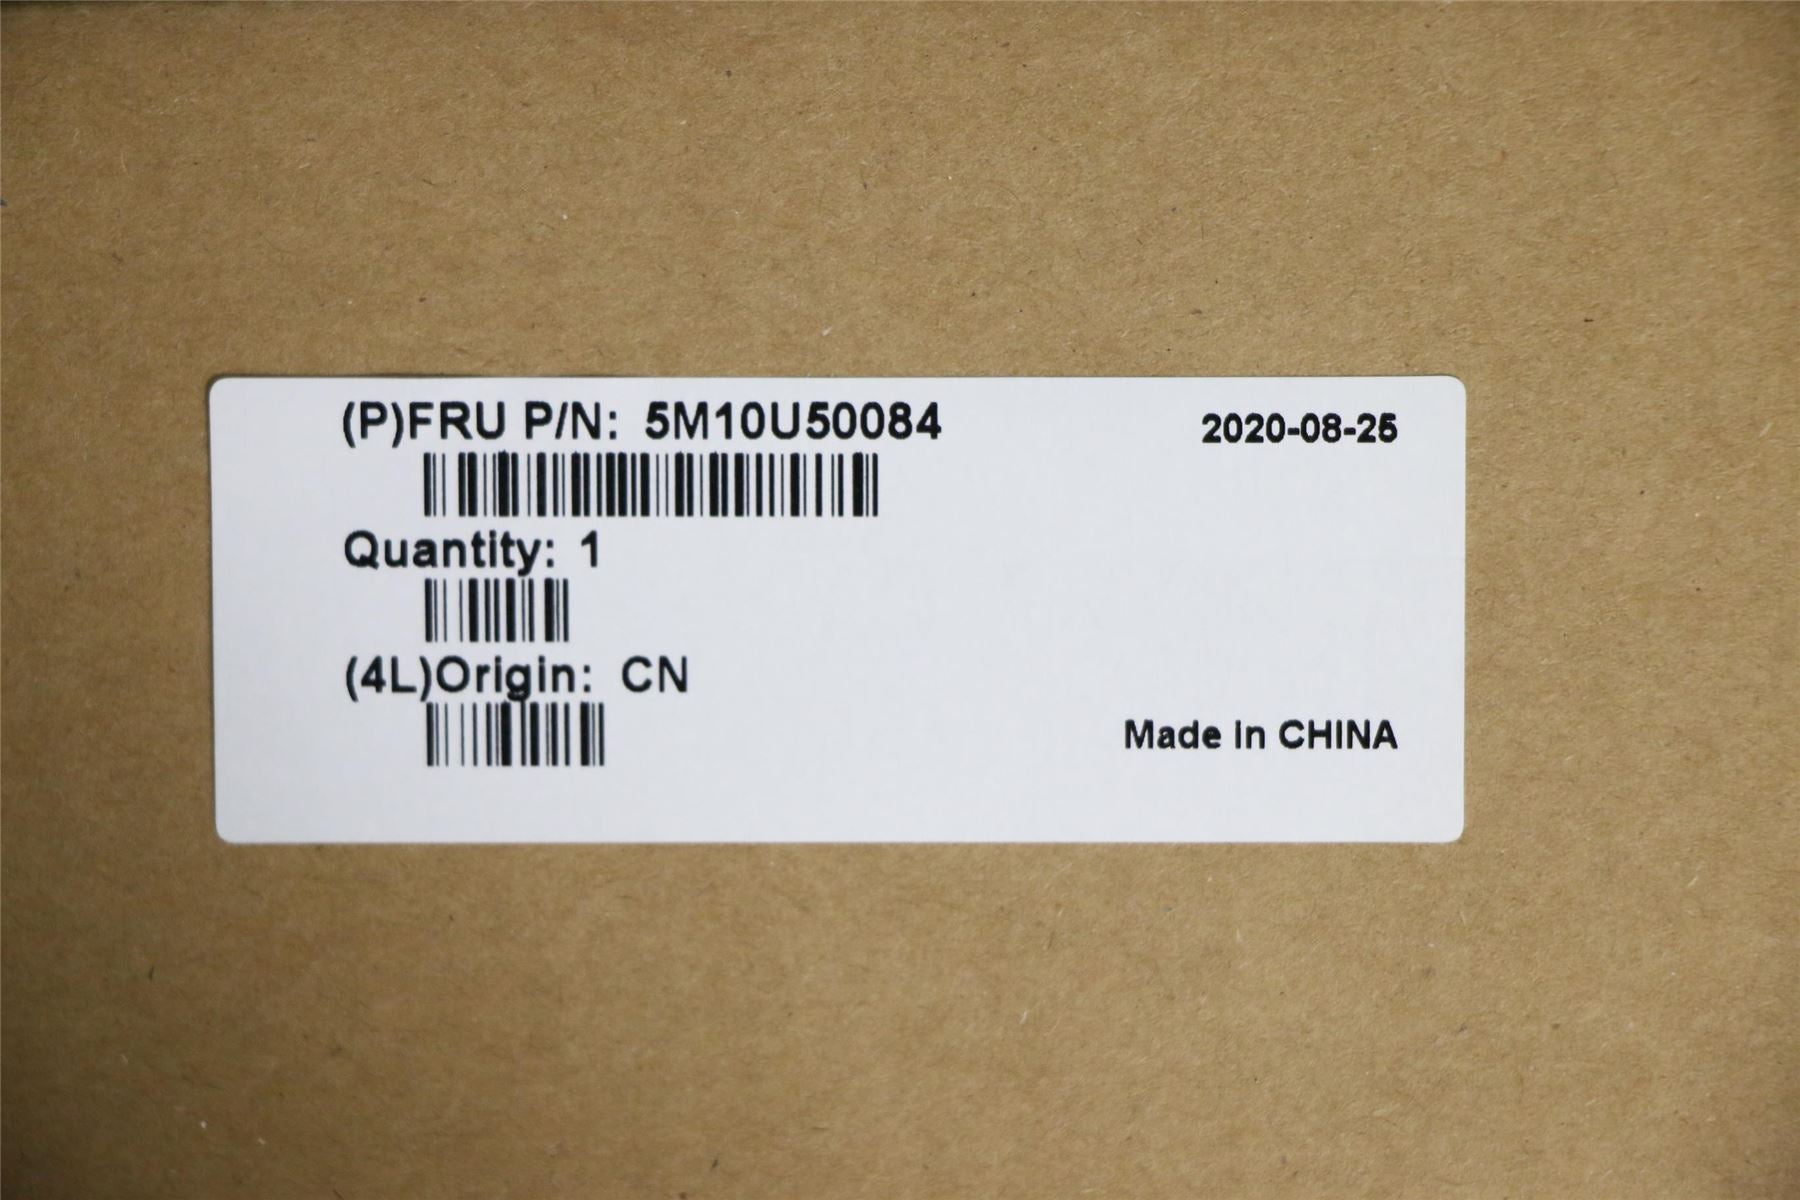 (P)FRU P/N: 5M10U50084
2020-08-25
Quantity: 1
(4L)Origin: CN
Made In CHINA